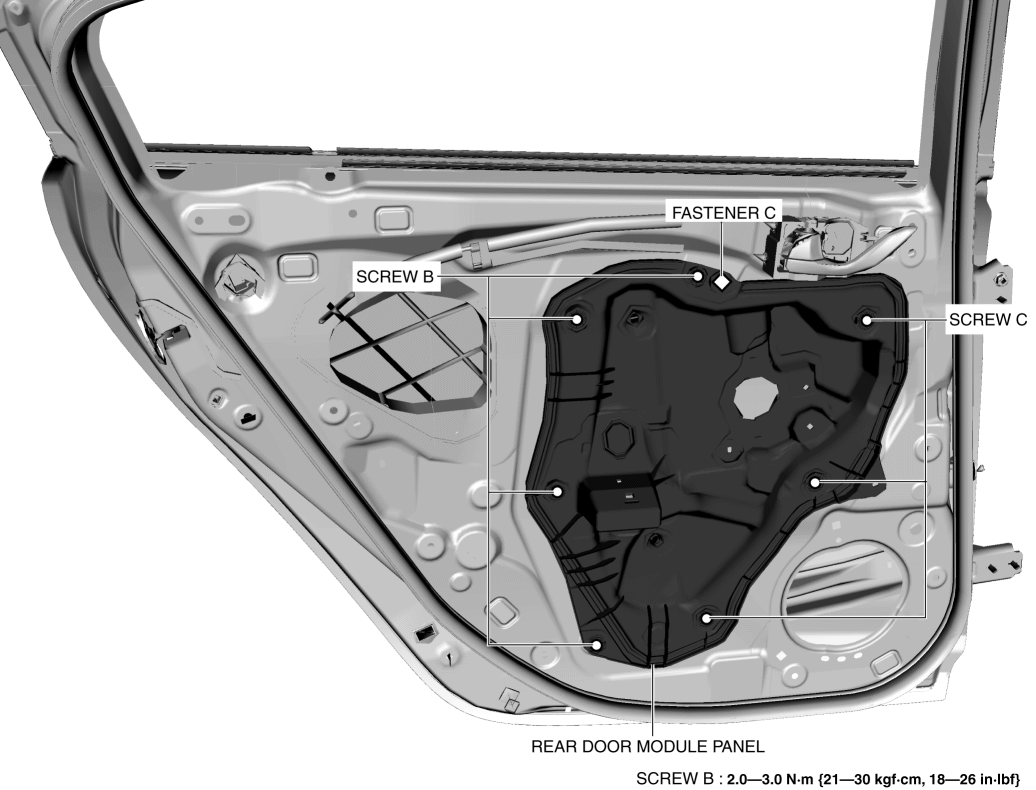 FASTENER C
SCREW B
SCREW C
REAR DOOR MODULE PANEL
SCREW B : 2.0—3.0 N·m {21—30 kgf·cm, 18—26 in·lbf}